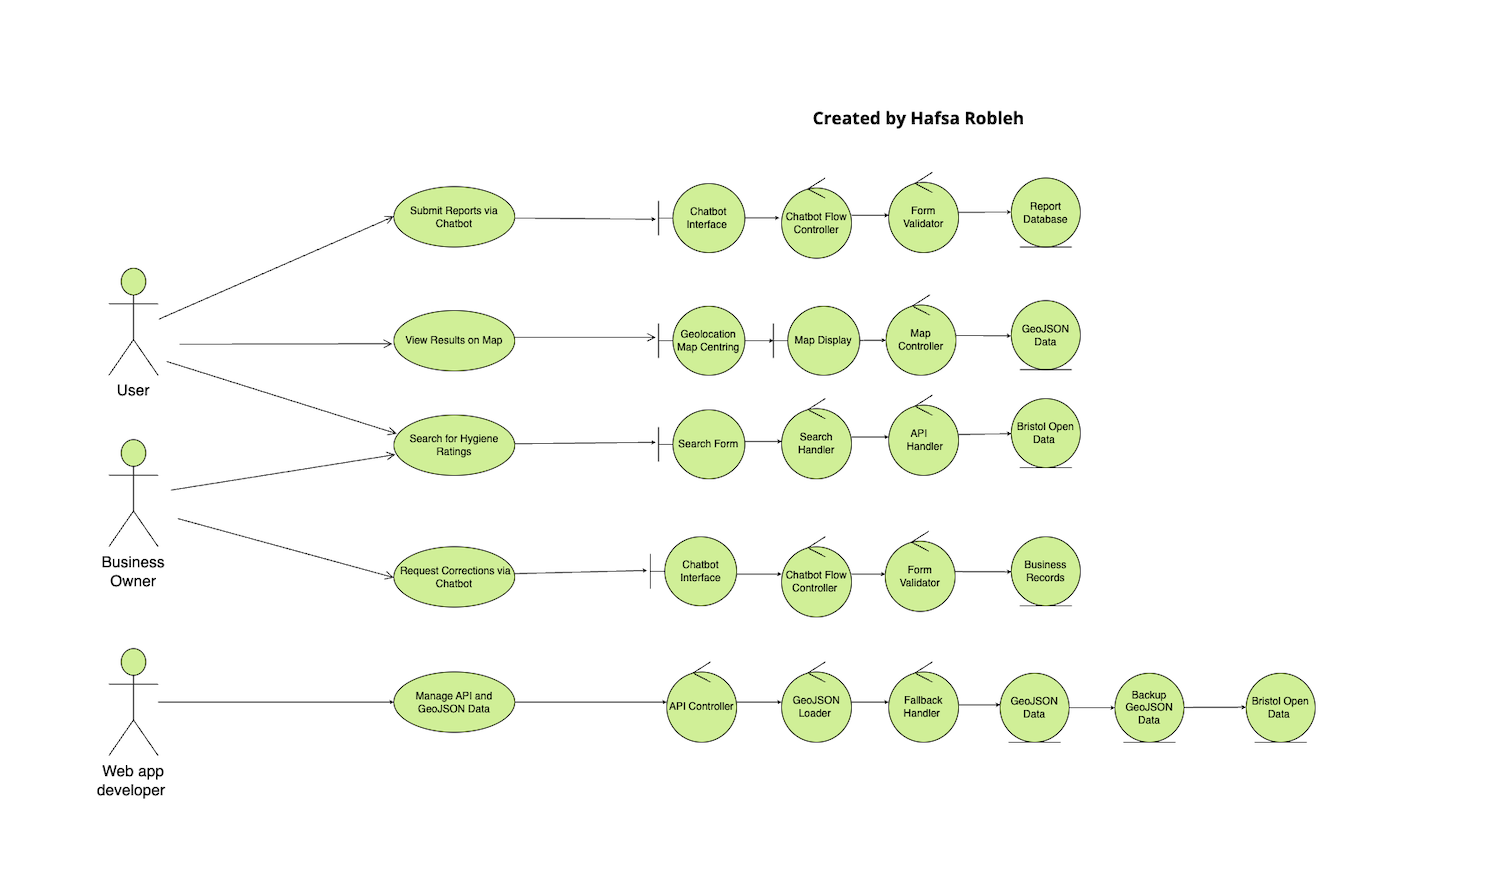 Created by Hafsa Robleh
Submit Reports via
Chatbot
Chatbot
Interface
Chatbot Flow
Controller
Form
Validator
Report
Database
User
View Results on Map
Geolocation
Map Centring
Map Display
Map
Controller
GeoJSON
Data
Search for Hygiene
Ratings
Search Form
Search
Handler
API
Handler
Bristol Open
Data
Business
Owner
Request Corrections via
Chatbot
Chatbot
Interface
Chatbot Flow
Controller
Form
Validator
Business
Records
Web app
developer
Manage API and
GeoJSON Data
API Controller
GeoJSON
Loader
Fallback
Handler
GeoJSON
Data
Backup
GeoJSON
Data
Bristol Open
Data